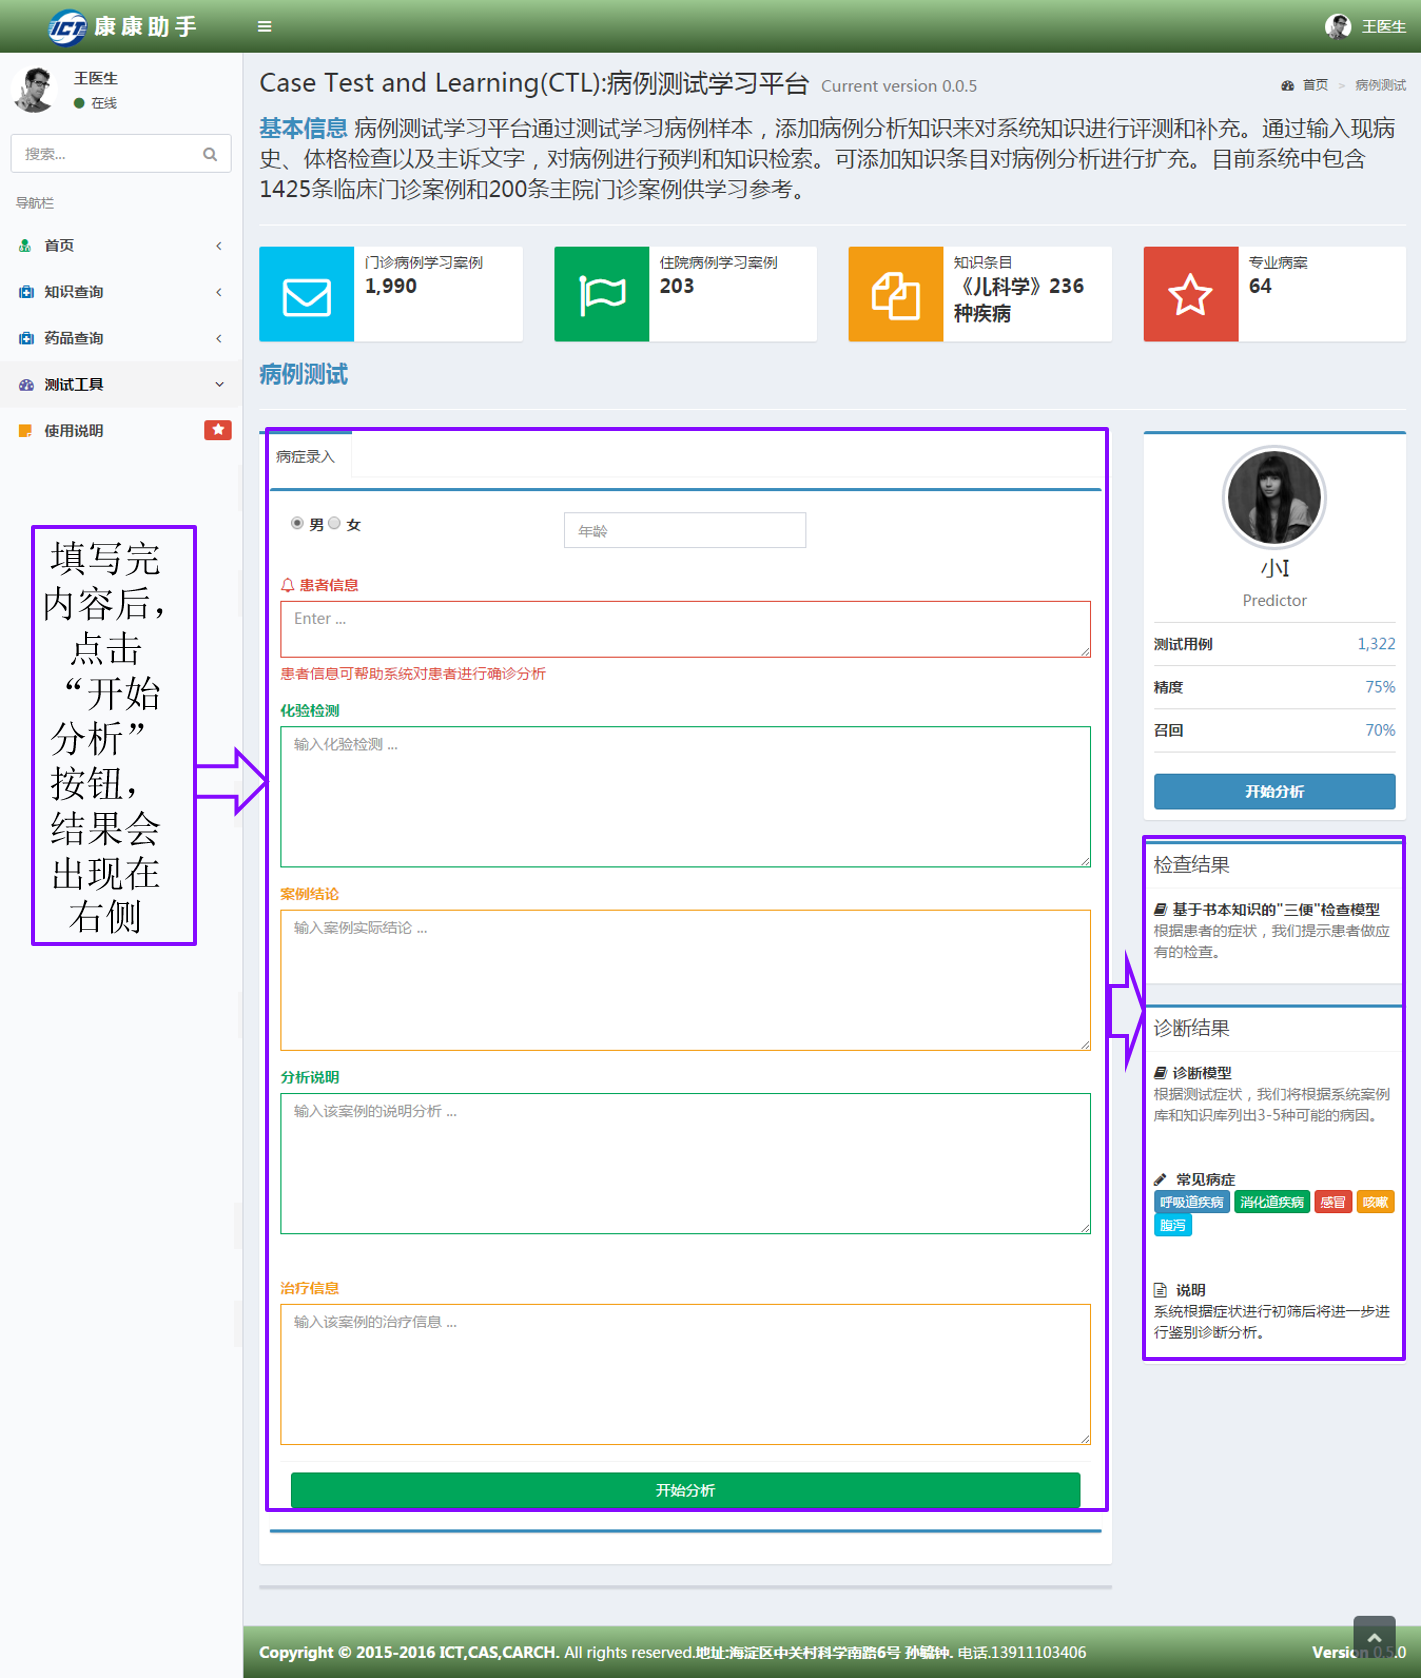 ICT 康康助手
王医生
王医生
在线
搜索...
导航栏
首页
知识查询
药品查询
测试工具
使用说明
填写完
内容后，
点击
“开始
分析”
按钮，
结果会
出现在
右侧
Case Test and Learning(CTL):病例测试学习平台 Current version 0.0.5
首页 > 病例测试
基本信息 病例测试学习平台通过测试学习病例样本，添加病例分析知识来对系统知识进行评测和补充。通过输入现病
史、体格检查以及主诉文字，对病例进行预判和知识检索。可添加知识条目对病例分析进行扩充。目前系统中包含
1425条临床门诊案例和200条主院门诊案例供学习参考。
门诊病例学习案例
1,990
住院病例学习案例
203
知识条目
《儿科学》236
种疾病
专业病案
64
病例测试
病症录入
男 女
年龄
患者信息
Enter ...
患者信息可帮助系统对患者进行确诊分析
化验检测
输入化验检测 ...
案例结论
输入案例实际结论 ...
分析说明
输入该案例的说明分析 ...
治疗信息
输入该案例的治疗信息 ...
开始分析
小I
Predictor
测试用例 1,322
精度 75%
召回 70%
开始分析
检查结果
基于书本知识的"三便"检查模型
根据患者的症状，我们提示患者做应
有的检查。
诊断结果
诊断模型
根据测试症状，我们将根据系统案例
库和知识库列出3-5种可能的病因。
常见病症
呼吸道疾病 消化道疾病 感冒 咳嗽
腹泻
说明
系统根据症状进行初筛后将进一步进
行鉴别诊断分析。
Copyright © 2015-2016 ICT,CAS,CARCH. All rights reserved.地址:海淀区中关村科学南路6号 孙毓钟. 电话.13911103406
Version 0.5.0